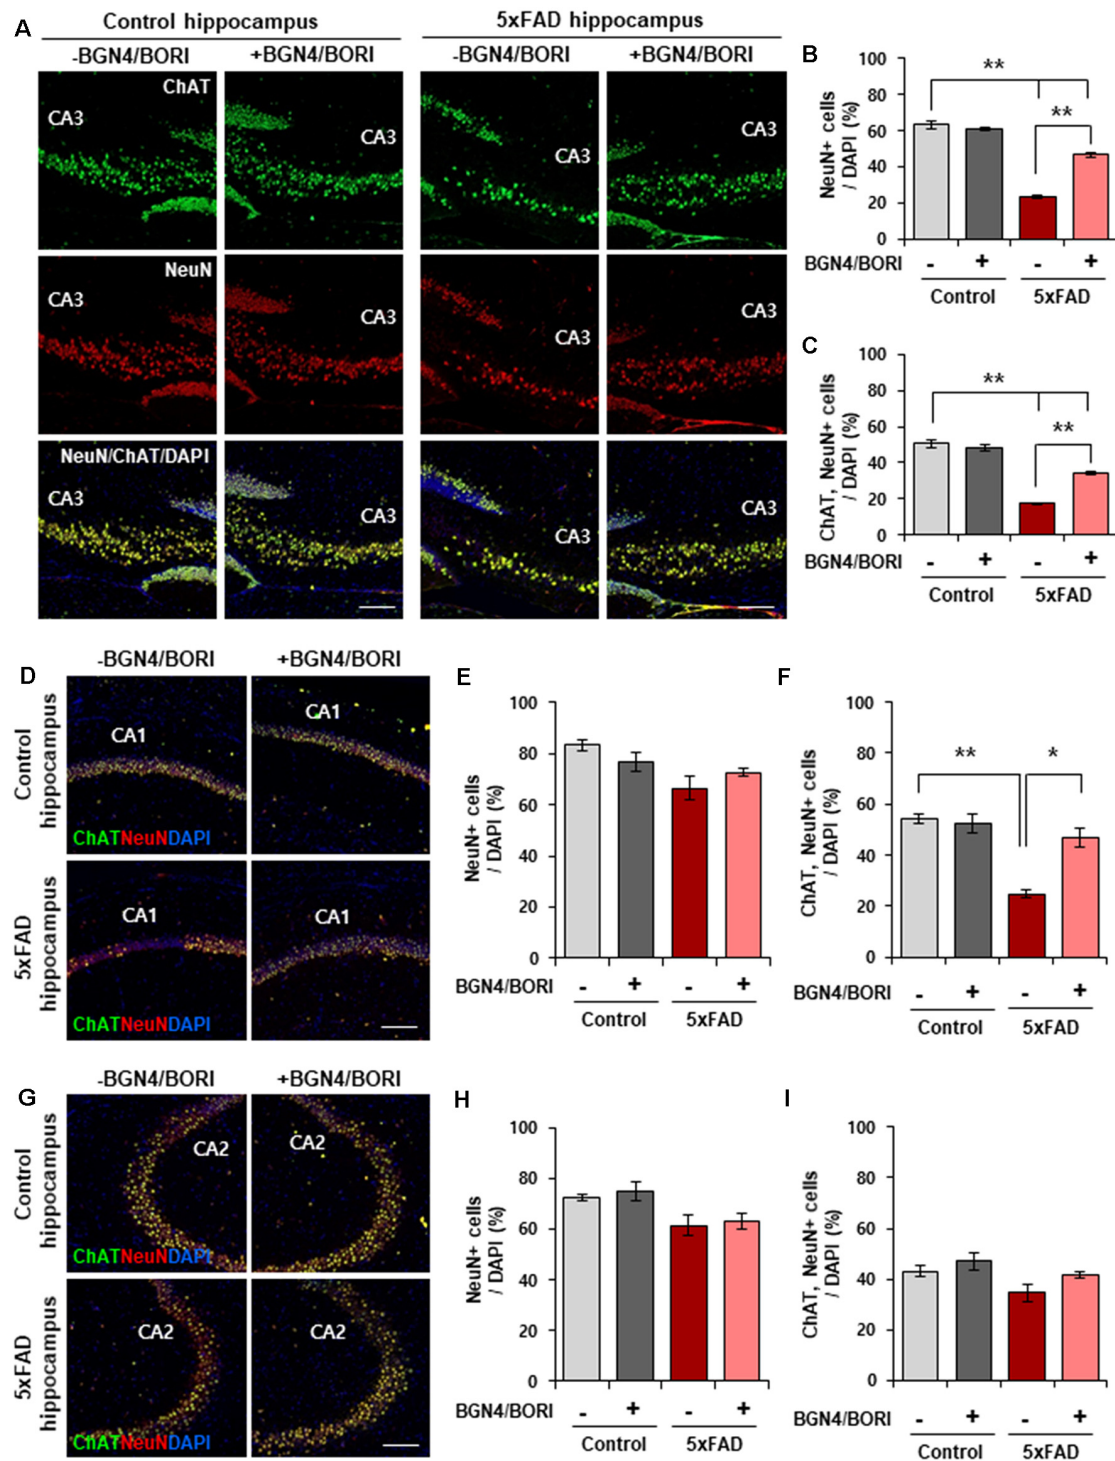 A
Control hippocampus
5xFAD hippocampus
-BGN4/BORI
+BGN4/BORI
-BGN4/BORI
+BGN4/BORI
ChAT
CA3
CA3
CA3
CA3
NeuN
CA3
CA3
CA3
CA3
NeuN/ChAT/DAPI
CA3
CA3
CA3
CA3
B
NeuN+ cells
/ DAPI (%)
100
80
60
40
20
0
**
**
BGN4/BORI
-
+
-
+
Control
5xFAD
C
ChAT, NeuN+ cells
/ DAPI (%)
100
80
60
40
20
0
**
**
BGN4/BORI
-
+
-
+
Control
5xFAD
D
-BGN4/BORI
+BGN4/BORI
Control
hippocampus
CA1
ChATNeuNDAPI
CA1
5xFAD
hippocampus
CA1
ChATNeuNDAPI
CA1
E
NeuN+ cells
/ DAPI (%)
100
80
60
40
20
0
BGN4/BORI
-
+
-
+
Control
5xFAD
F
ChAT, NeuN+ cells
/ DAPI (%)
100
80
60
40
20
0
**
*
BGN4/BORI
-
+
-
+
Control
5xFAD
G
-BGN4/BORI
+BGN4/BORI
Control
hippocampus
CA2
ChATNeuNDAPI
CA2
5xFAD
hippocampus
CA2
ChATNeuNDAPI
CA2
H
NeuN+ cells
/ DAPI (%)
100
80
60
40
20
0
BGN4/BORI
-
+
-
+
Control
5xFAD
I
ChAT, NeuN+ cells
/ DAPI (%)
100
80
60
40
20
0
BGN4/BORI
-
+
-
+
Control
5xFAD